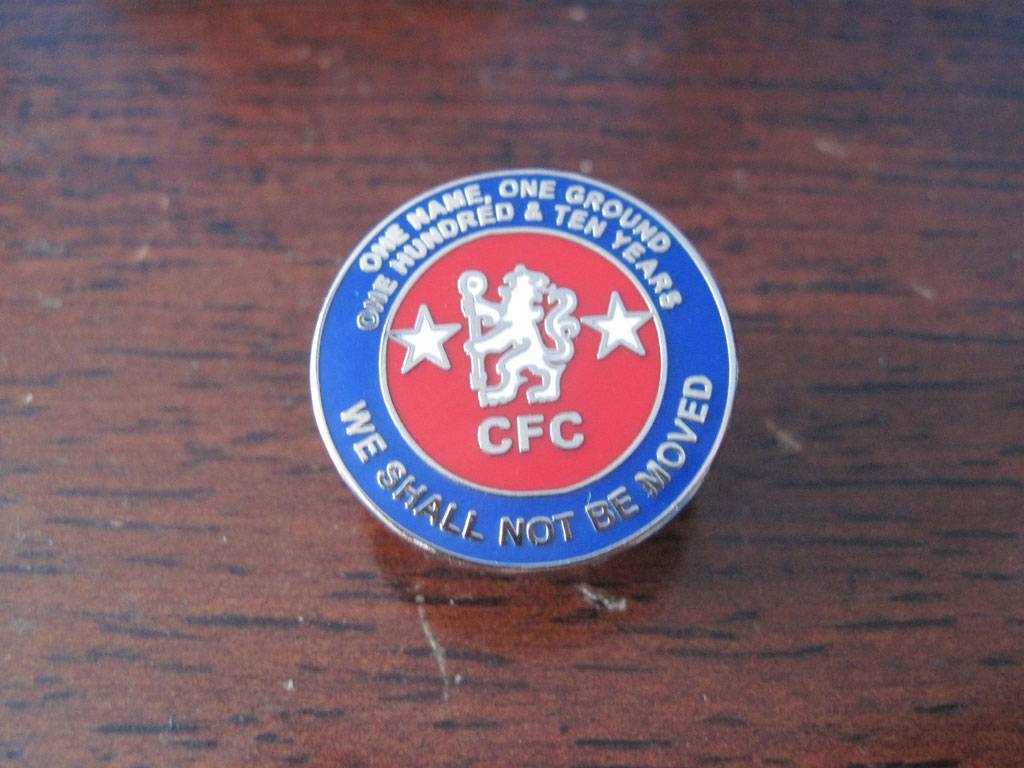 ONE NAME, ONE GROUND
ONE HUNDRED & TEN YEARS
CFC
WE SHALL NOT BE MOVED